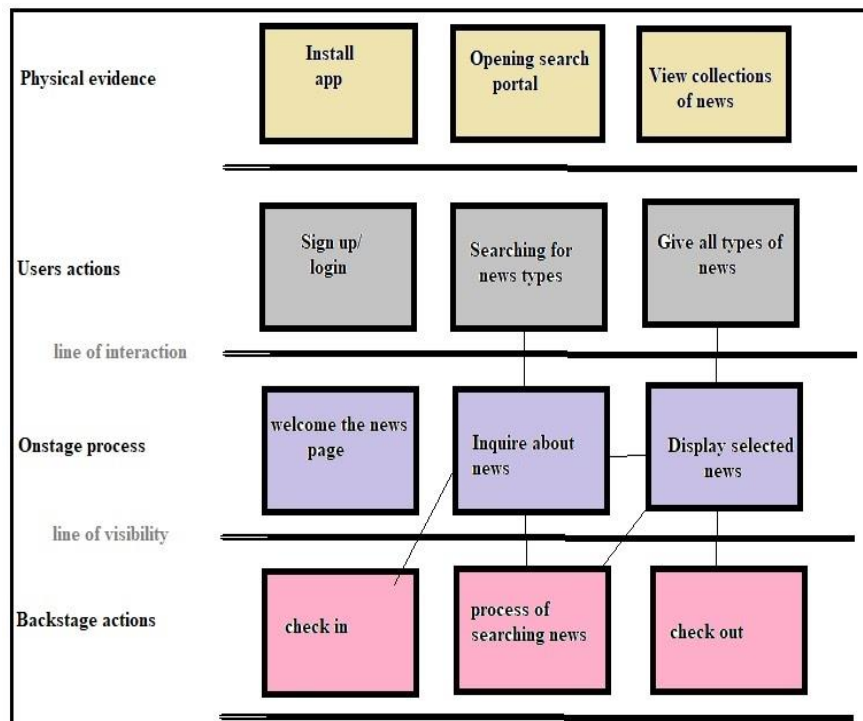 Physical evidence
Install
app
Opening search
portal
View collections
of news
Users actions
Sign up/
login
Searching for
news types
Give all types of
news
line of interaction
Onstage process
welcome the news
page
Inquire about
news
Display selected
news
line of visibility
Backstage actions
check in
process of
searching news
check out